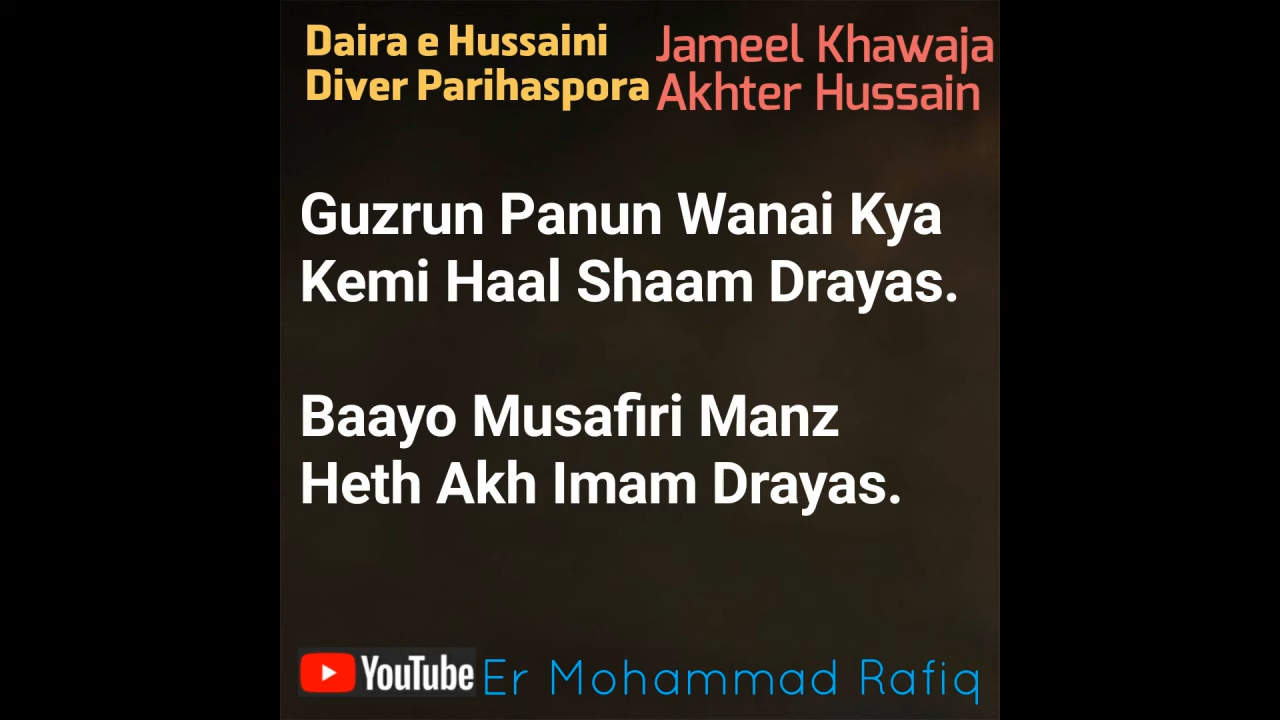 Daira e Hussaini
Diver Parihaspora
Jameel Khawaja
Akhter Hussain
Guzrun Panun Wanai Kya
Kemi Haal Shaam Drayas.
Baayo Musafiri Manz
Heth Akh Imam Drayas.
YouTube Er Mohammad Rafiq